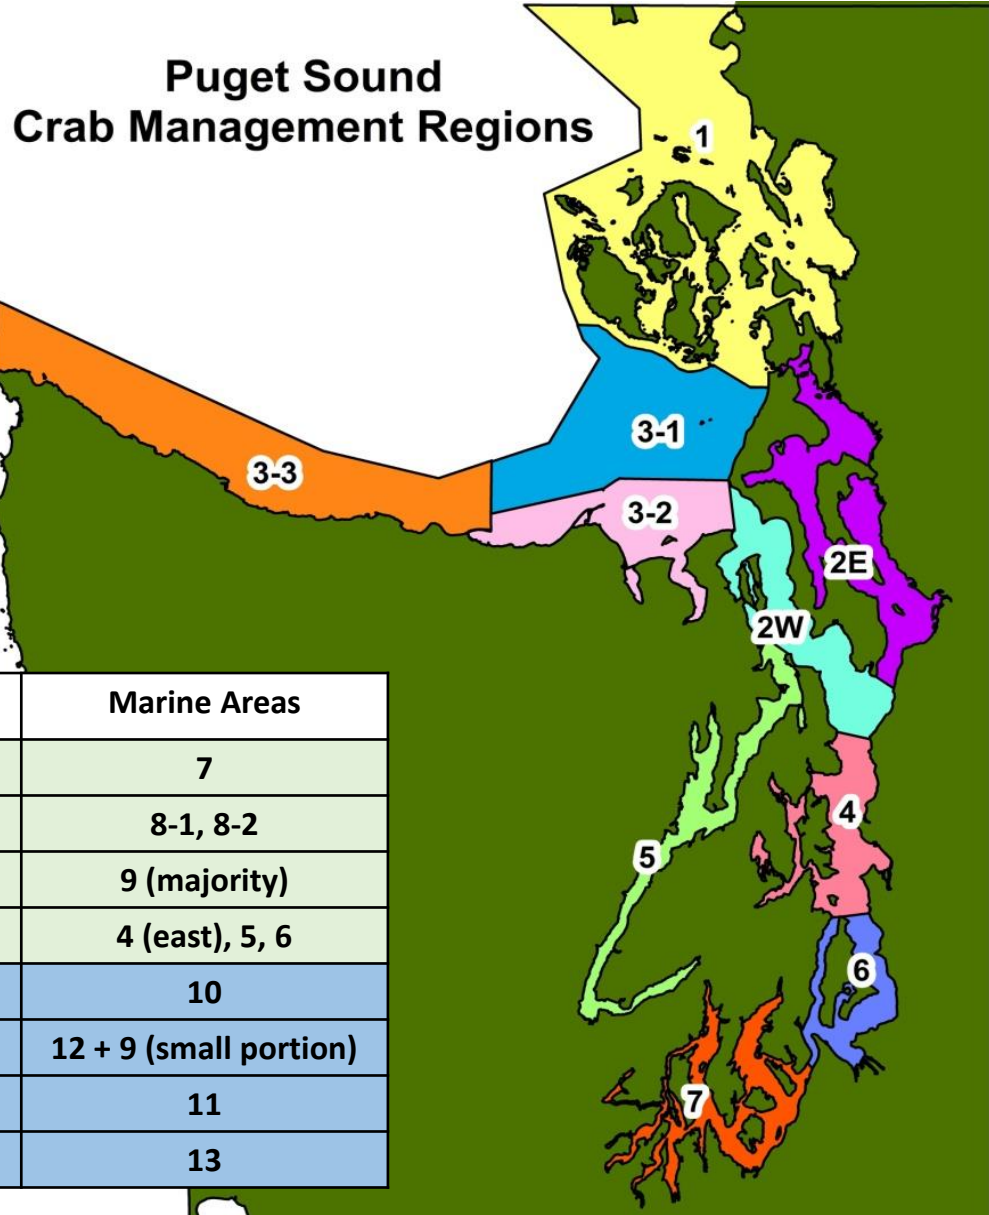 Puget Sound
Crab Management Regions
1
3-1
3-3
3-2
2E
2W
4
5
6
7
Marine Areas
7
8-1, 8-2
9 (majority)
4 (east), 5, 6
10
12 + 9 (small portion)
11
13